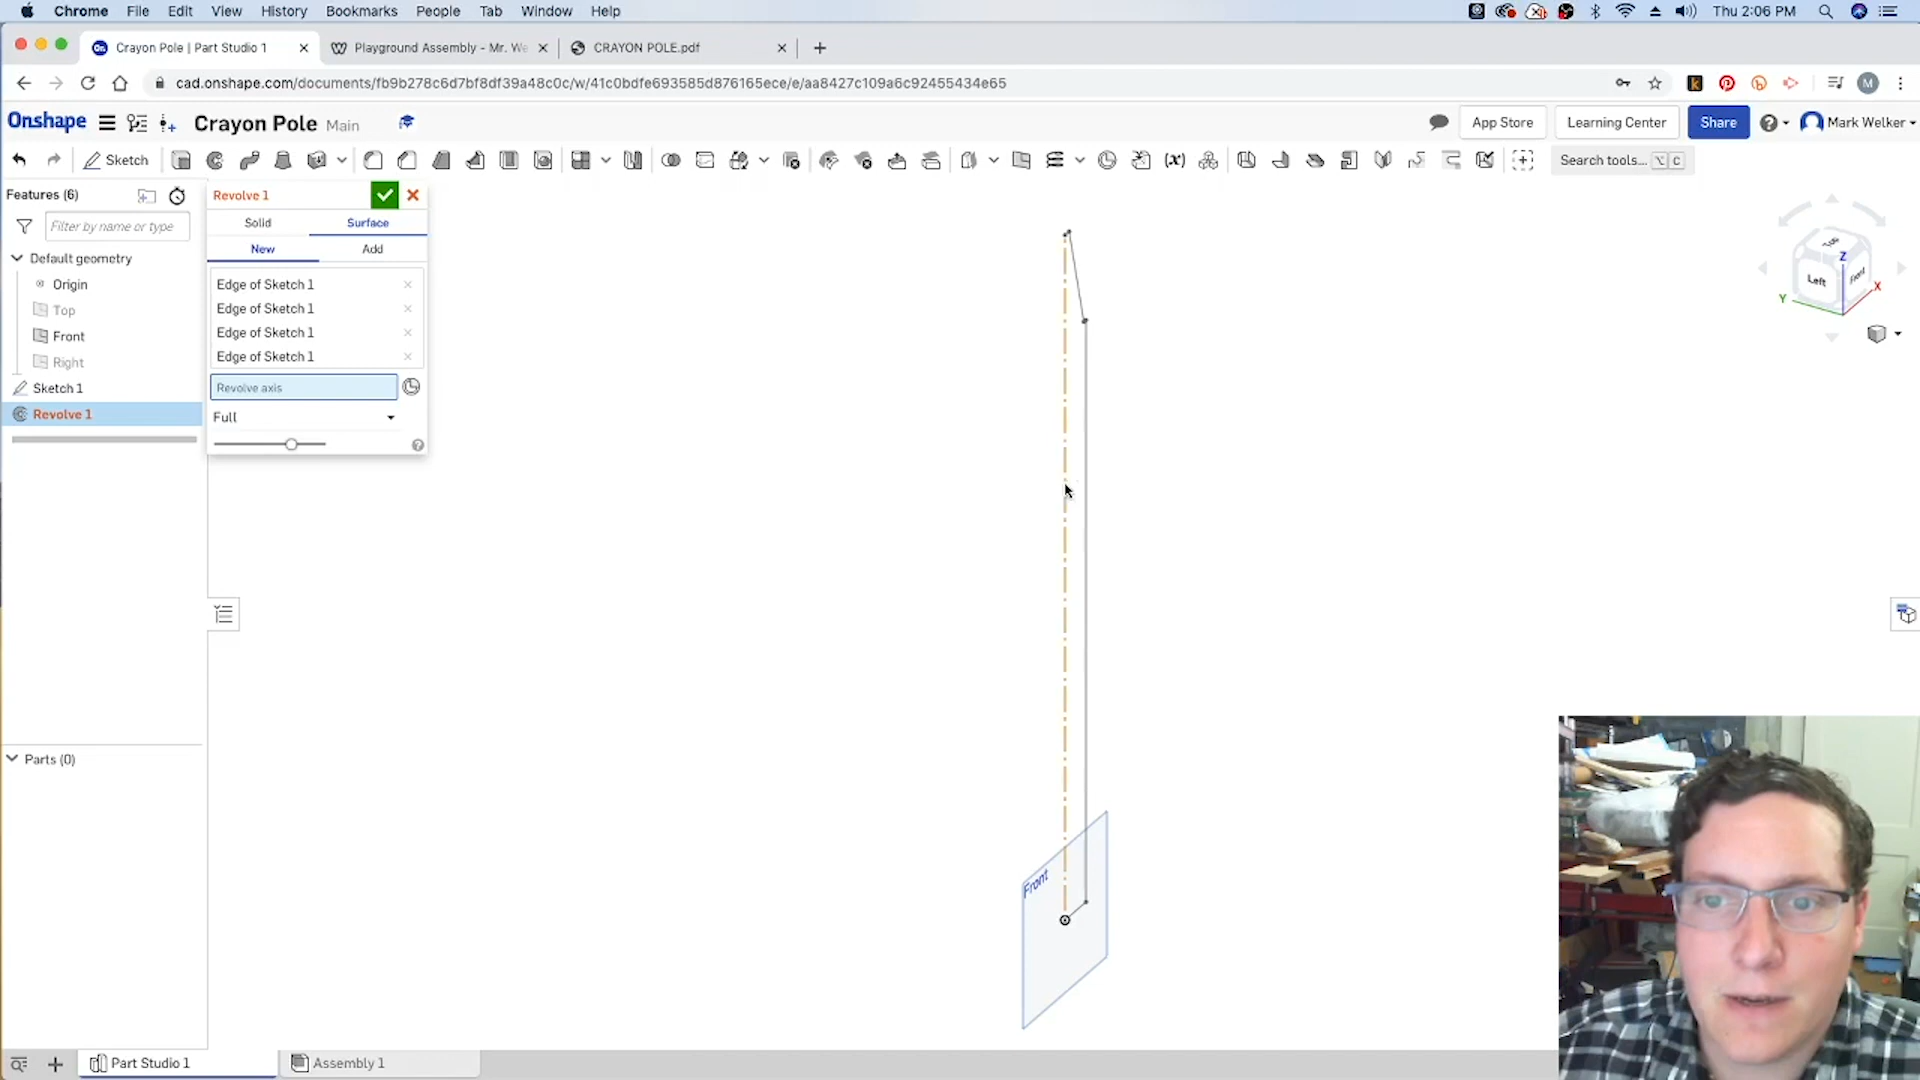 Chrome File Edit View History Bookmarks People Tab Window Help Thu 2:06 PM
Crayon Pole | Part Studio 1
Playground Assembly - Mr. We
CRAYON POLE.pdf
cad.onshape.com/documents/fb9b278c6d7bf8df39a48c0c/w/41c0bdfe693585d876165ece/e/aa8427c109a6c92455434e65
M
Onshape Crayon Pole Main App Store Learning Center Share Mark Welker
Sketch Search tools... ⌥ C
Features (6)
Filter by name or type
Default geometry
Origin
Top
Front
Right
Sketch 1
Revolve 1
Parts (0)
Revolve 1
Solid Surface
New Add
Edge of Sketch 1
Edge of Sketch 1
Edge of Sketch 1
Edge of Sketch 1
Revolve axis
Full
Front
Top
Left Front
Z
Y
X
Part Studio 1 Assembly 1